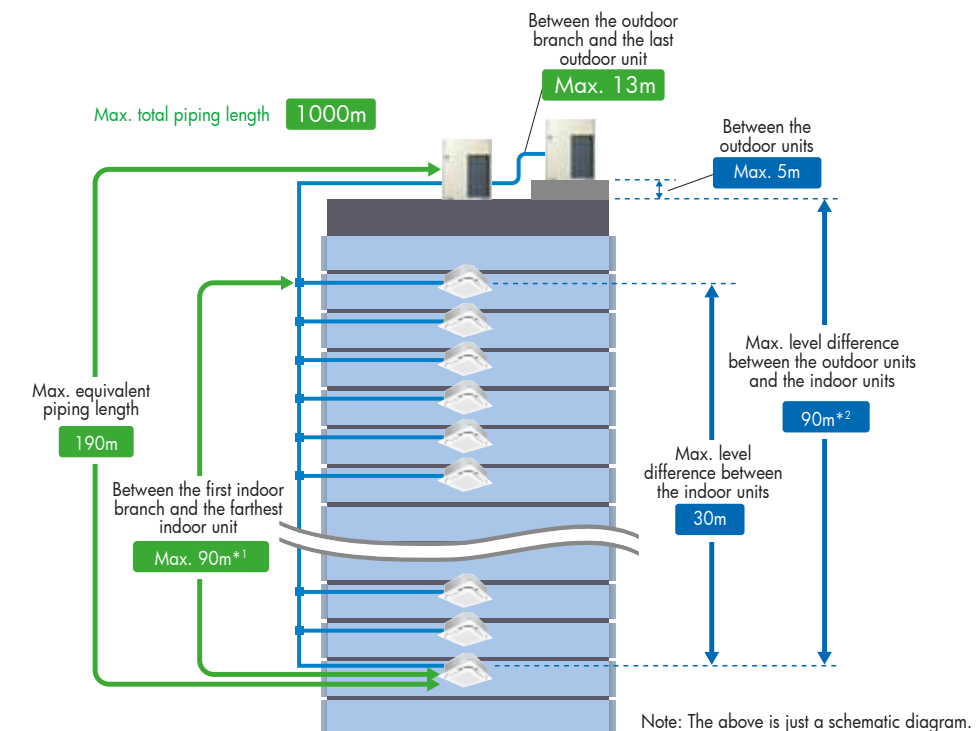 Between the outdoor
branch and the last
outdoor unit
Max. 13m
Max. total piping length 1000m
Between the
outdoor units
Max. 5m
Max. level difference
between the outdoor units
and the indoor units
90m*2
Max. equivalent
piping length
190m
Max. level
difference between
the indoor units
30m
Between the first indoor
branch and the farthest
indoor unit
Max. 90m*1
Note: The above is just a schematic diagram.